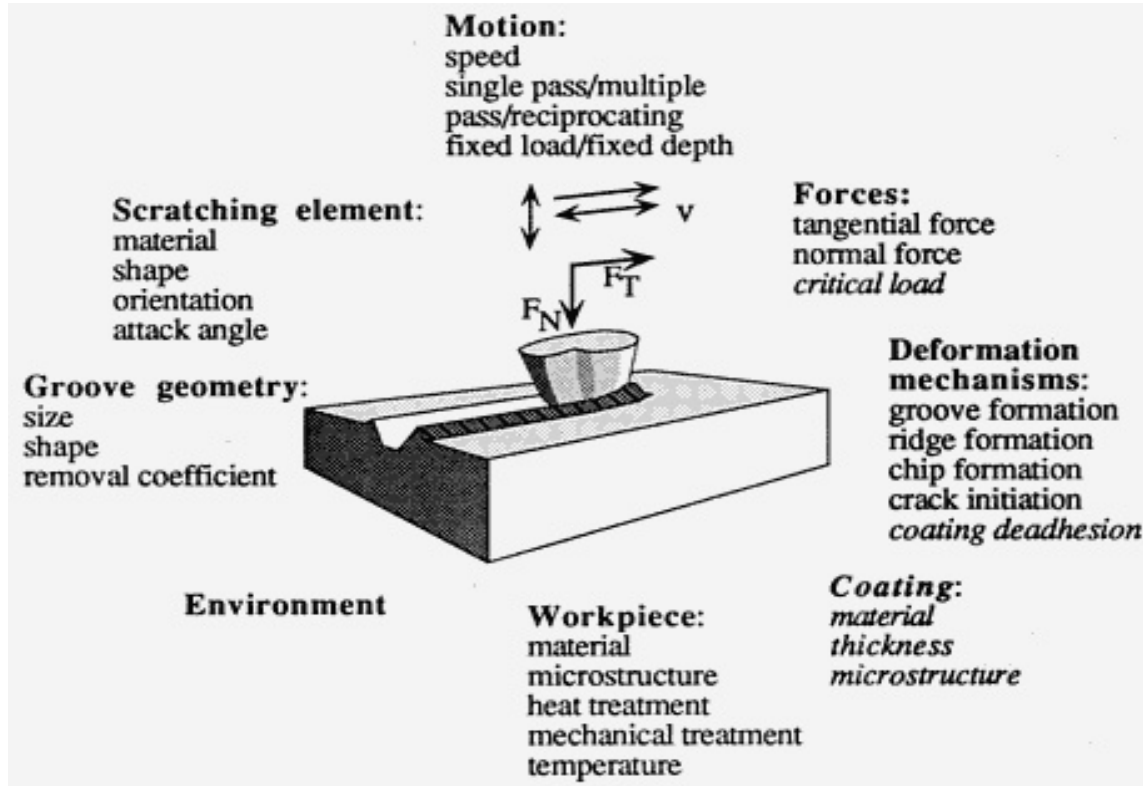 Motion:
speed
single pass/multiple
pass/reciprocating
fixed load/fixed depth
Scratching element:
material
shape
orientation
attack angle
v
F_T
F_N
Forces:
tangential force
normal force
critical load
Groove geometry:
size
shape
removal coefficient
Deformation
mechanisms:
groove formation
ridge formation
chip formation
crack initiation
coating deadhesion
Environment
Workpiece:
material
microstructure
heat treatment
mechanical treatment
temperature
Coating:
material
thickness
microstructure